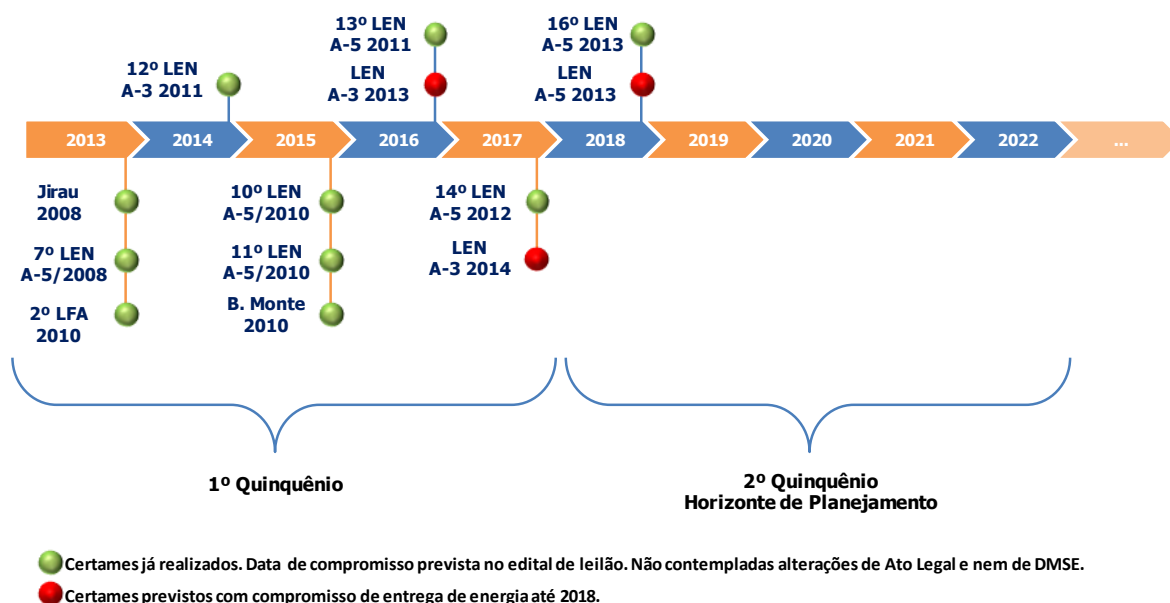 13º LEN
A-5 2011
16º LEN
A-5 2013
12º LEN
A-3 2011
LEN
A-3 2013
LEN
A-5 2013
2013
2014
2015
2016
2017
2018
2019
2020
2021
2022
...
Jirau
2008
10º LEN
A-5/2010
14º LEN
A-5 2012
7º LEN
A-5/2008
11º LEN
A-5/2010
LEN
A-3 2014
2º LFA
2010
B. Monte
2010
1º Quinquênio
2º Quinquênio
Horizonte de Planejamento
Certames já realizados. Data de compromisso prevista no edital de leilão. Não contempladas alterações de Ato Legal e nem de DMSE.
Certames previstos com compromisso de entrega de energia até 2018.